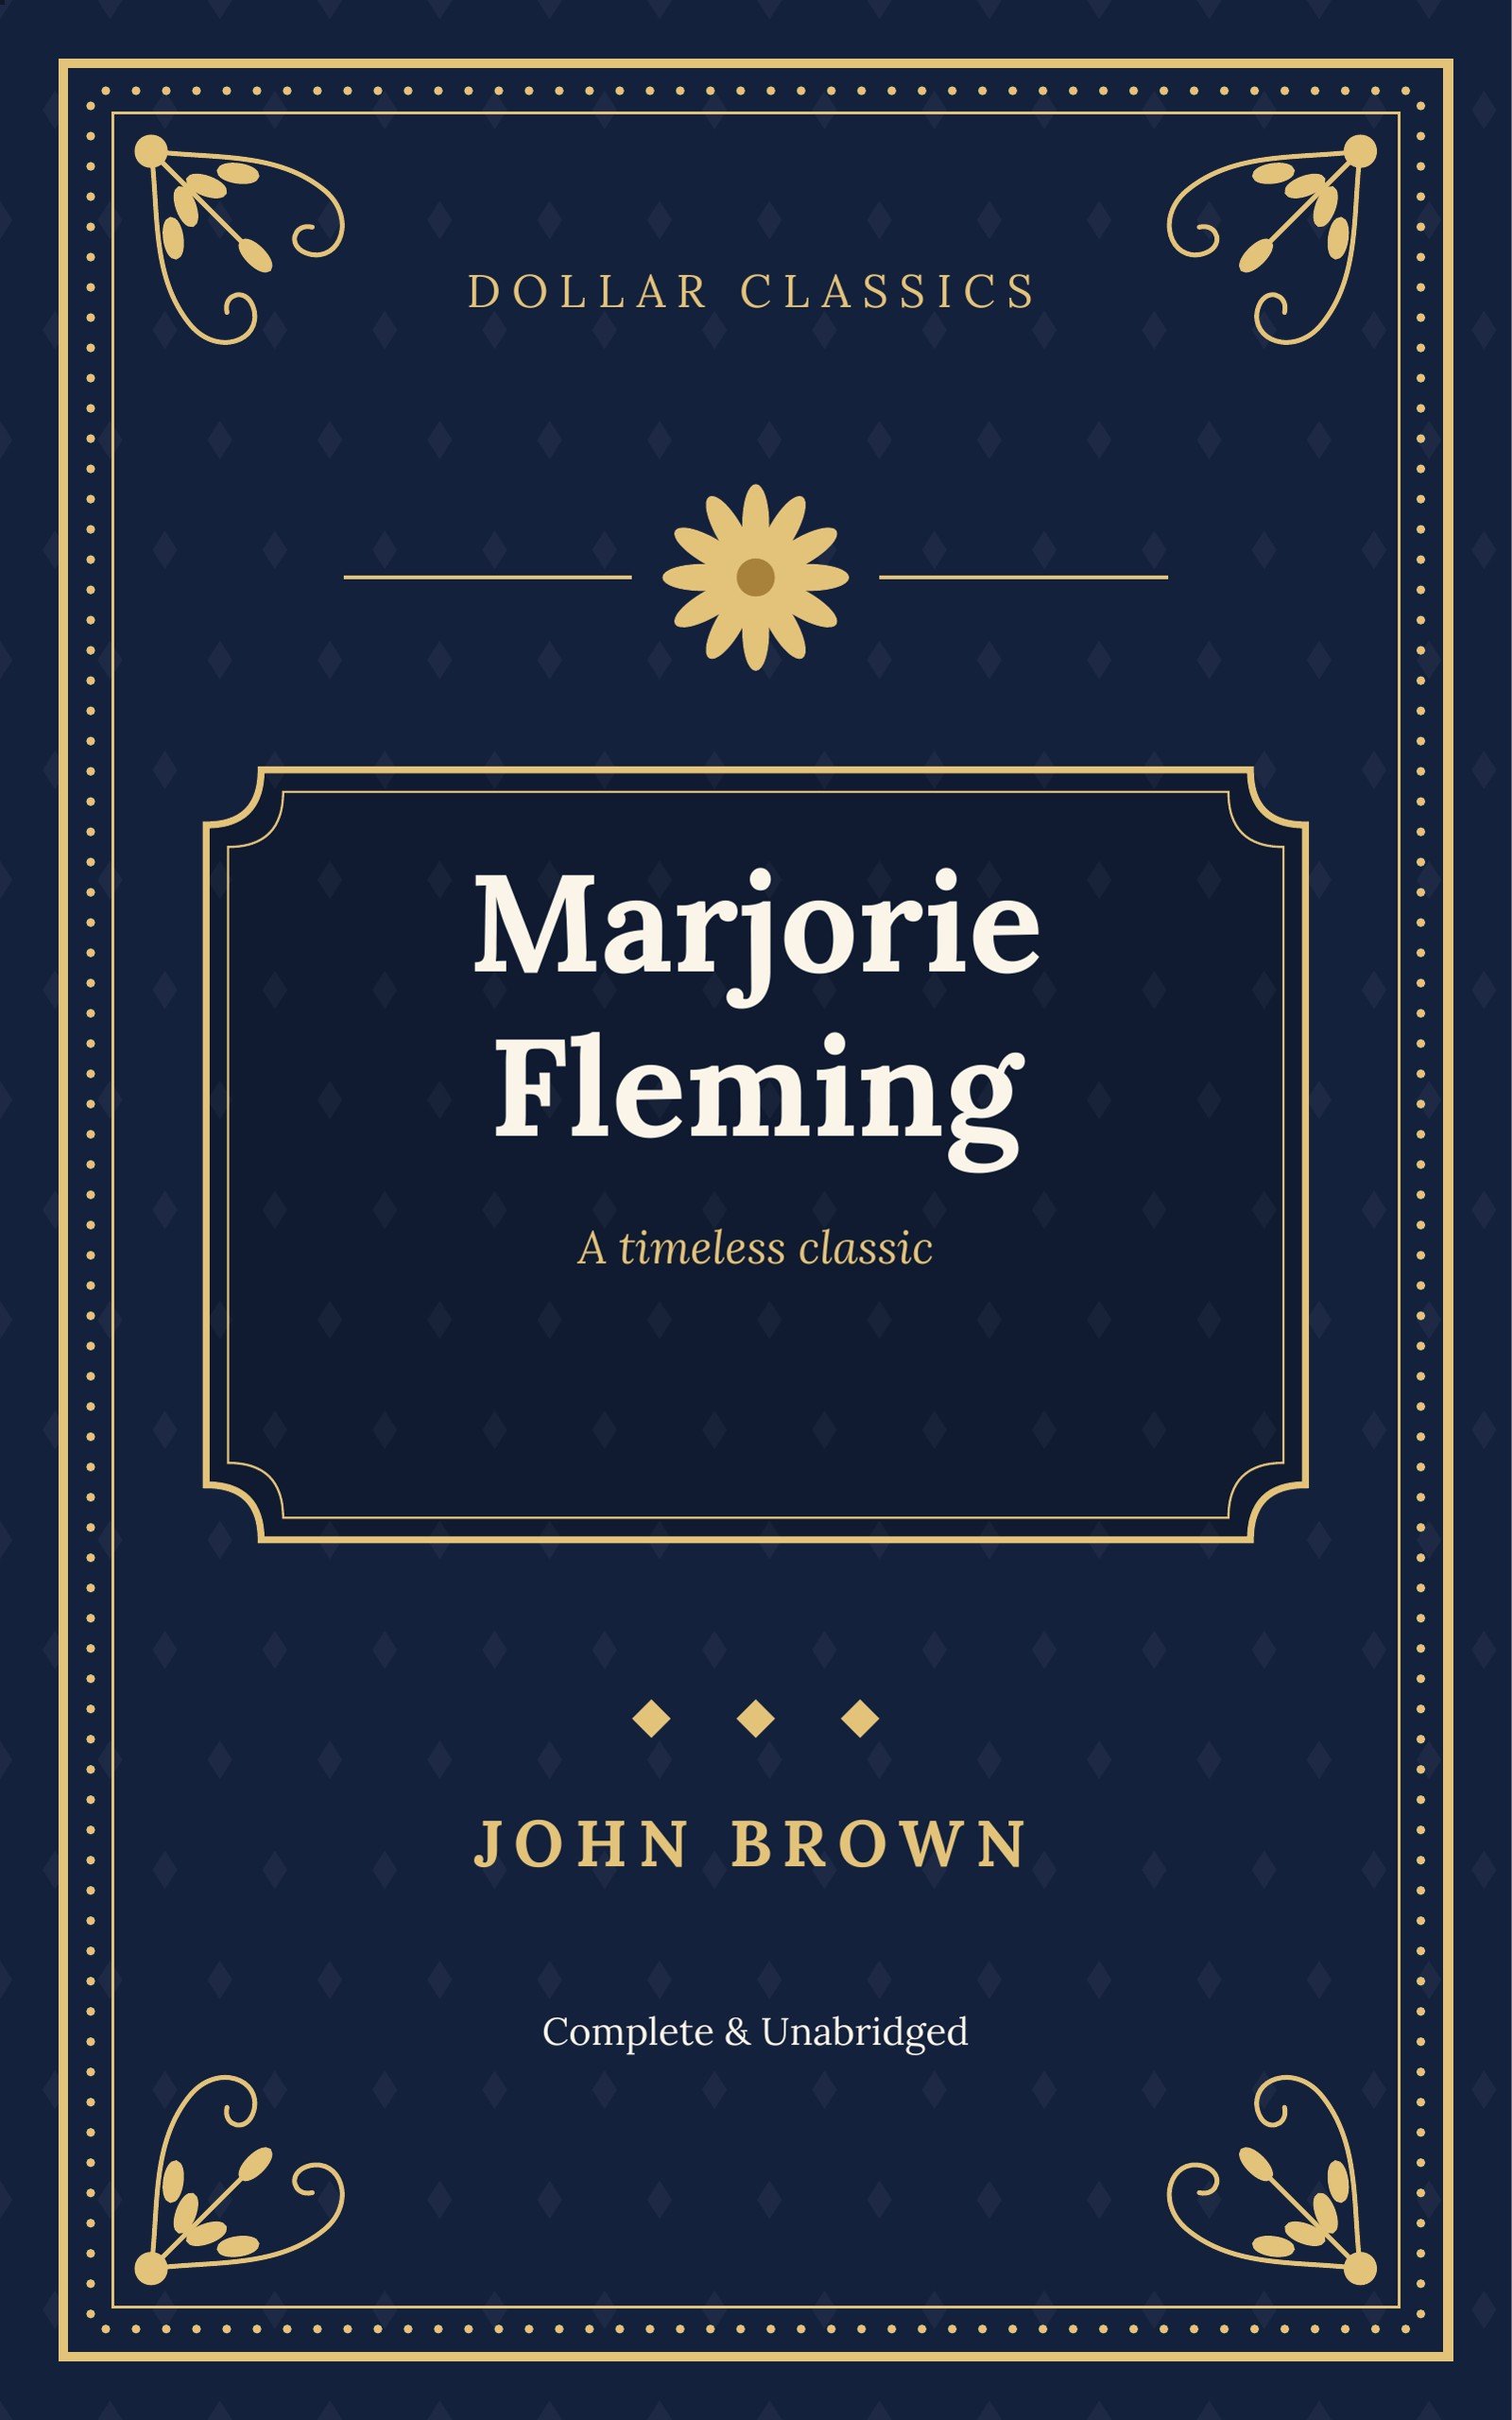 DOLLAR CLASSICS
Marjorie
Fleming
A timeless classic
JOHN BROWN
Complete & Unabridged